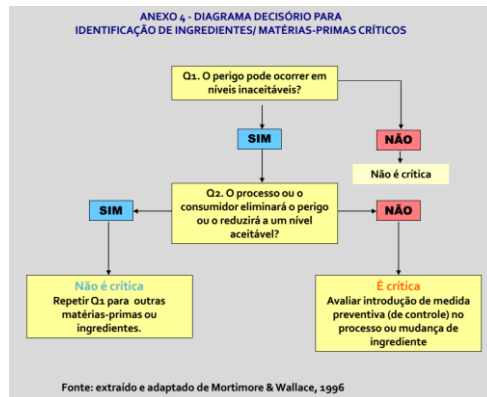 ANEXO 4 - DIAGRAMA DECISÓRIO PARA
IDENTIFICAÇÃO DE INGREDIENTES/ MATÉRIAS-PRIMAS CRÍTICOS
Q1. O perigo pode ocorrer em
níveis inaceitáveis?
SIM
NÃO
Não é crítica
Q2. O processo ou o
consumidor eliminará o perigo
ou o reduzirá a um nível
aceitável?
SIM
NÃO
Não é crítica
Repetir Q1 para outras
matérias-primas ou
ingredientes.
É crítica
Avaliar introdução de medida
preventiva (de controle) no
processo ou mudança de
ingrediente
Fonte: extraído e adaptado de Mortimore & Wallace, 1996